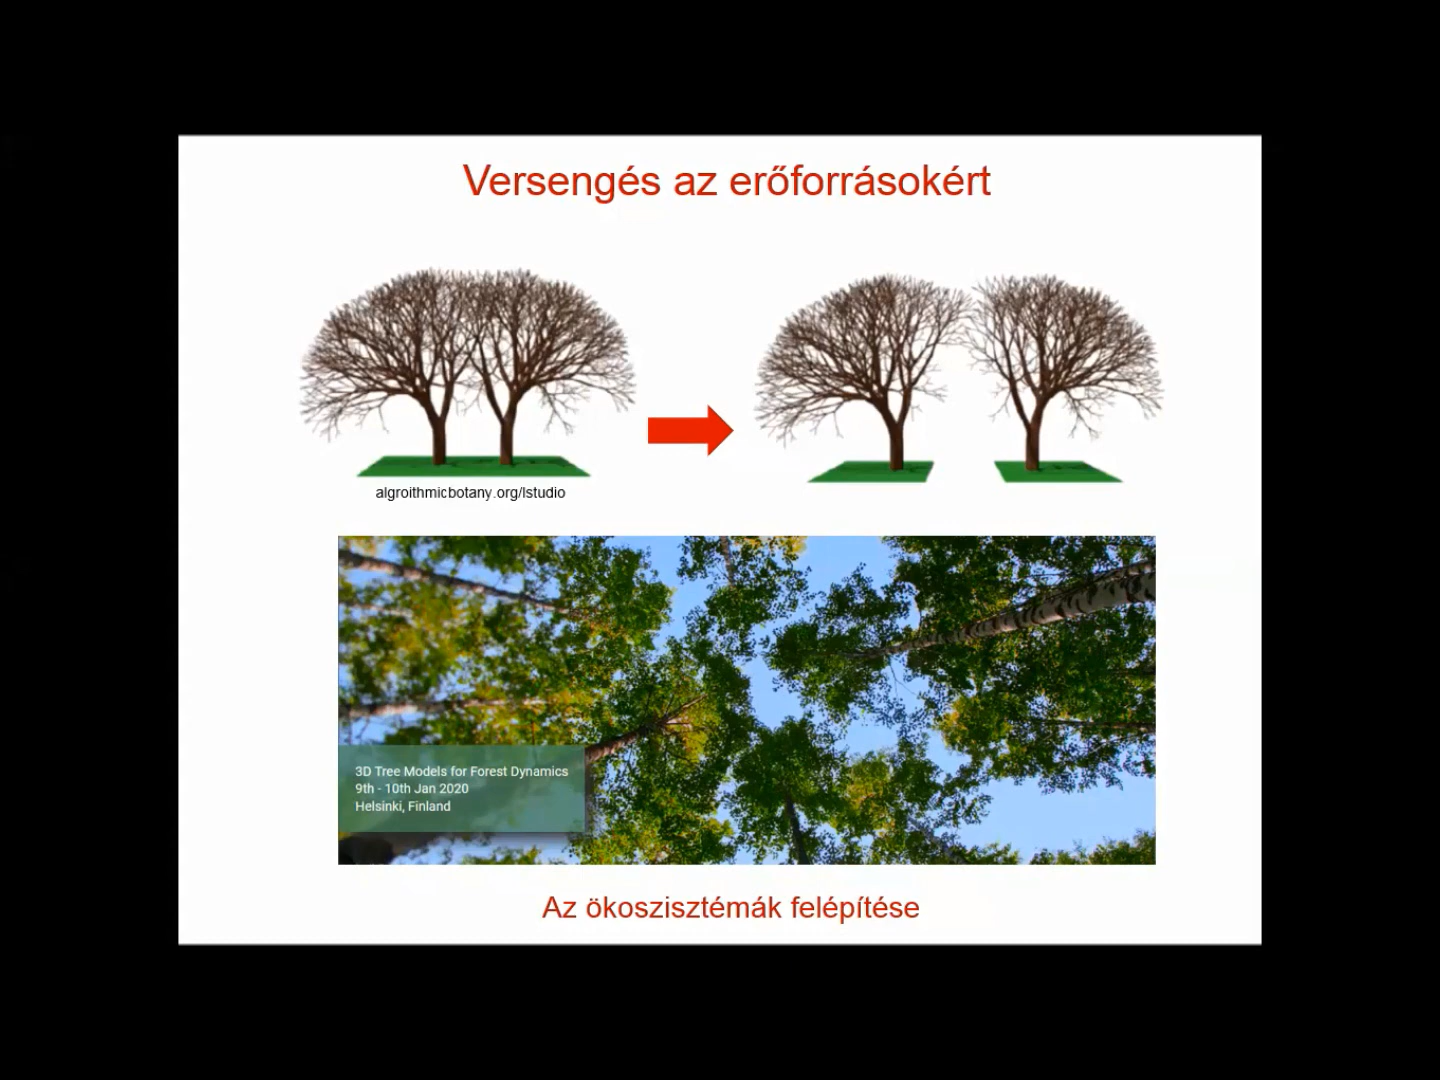 Versengés az erőforrásokért
algroithmicbotany.org/lstudio
3D Tree Models for Forest Dynamics
9th - 10th Jan 2020
Helsinki, Finland
Az ökoszisztémák felépítése